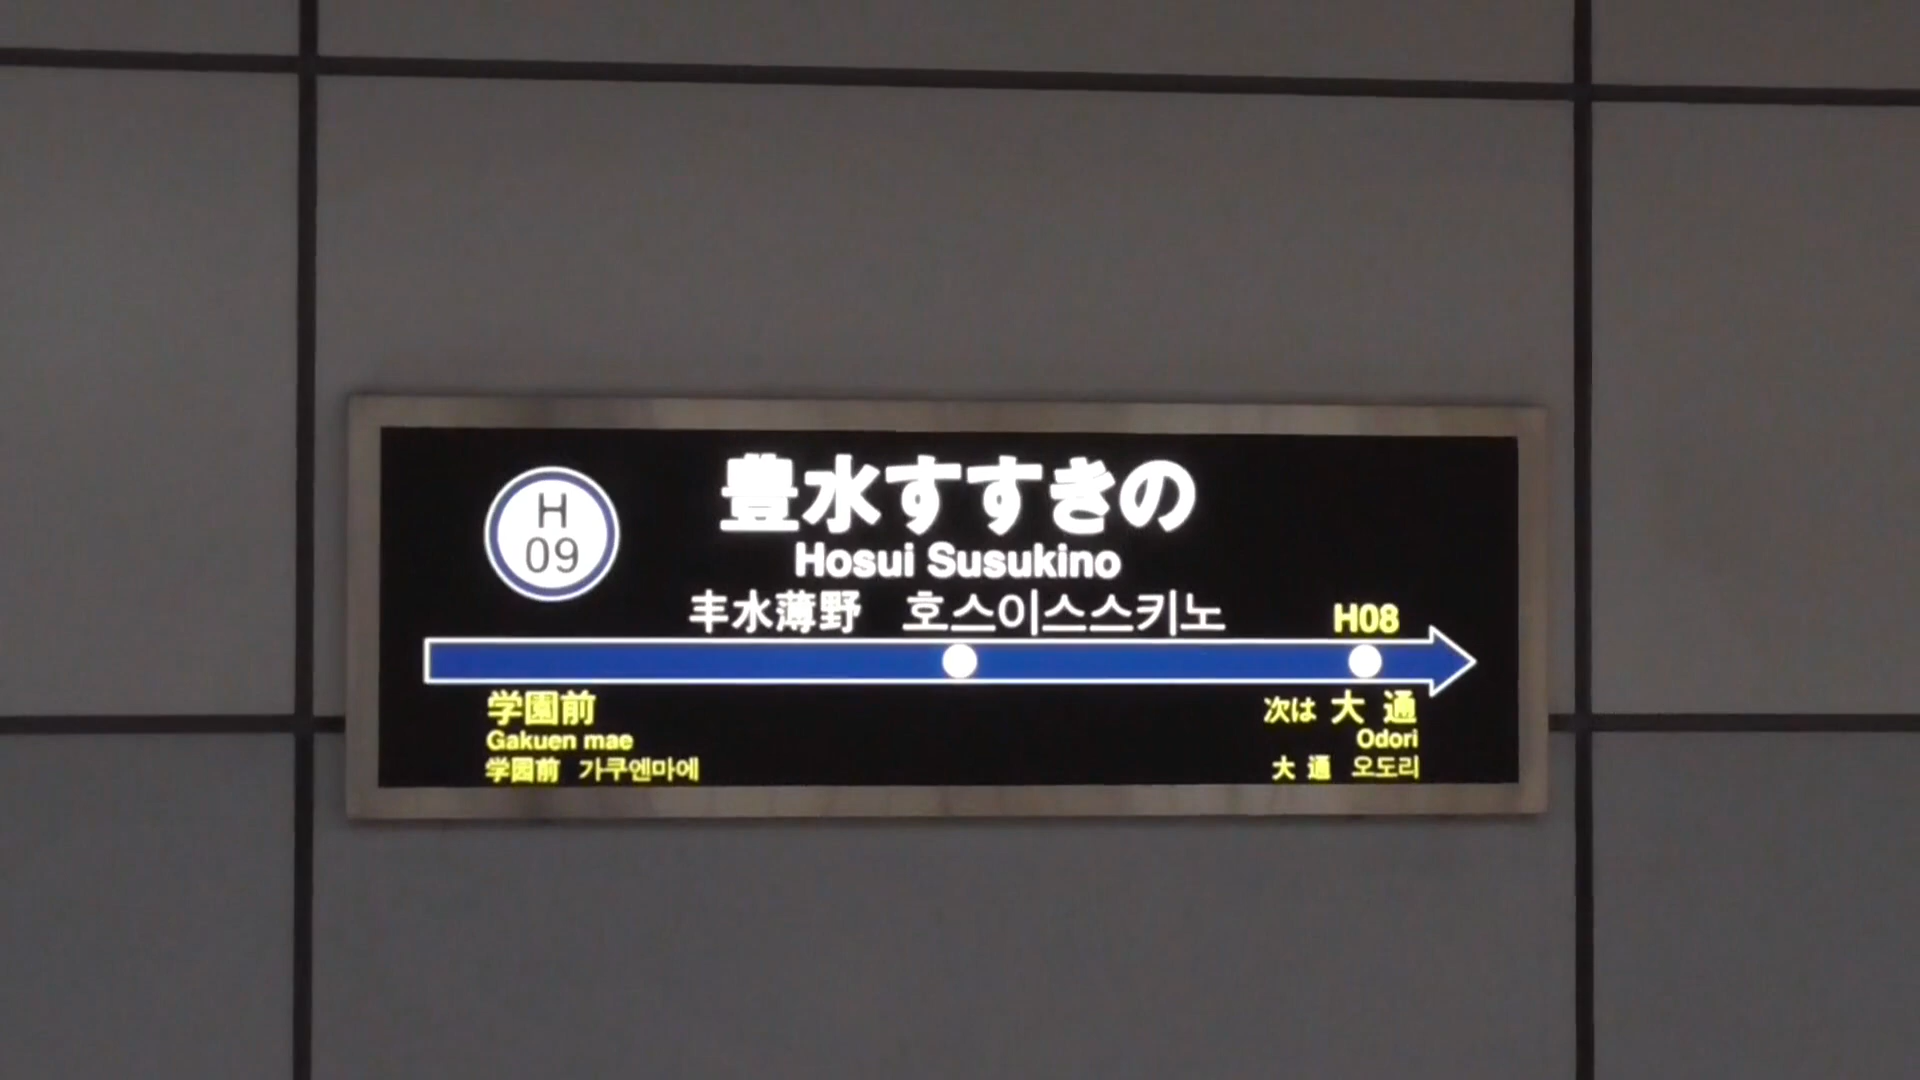 H
09
豊水すすきの
Hosui Susukino
丰水薄野 호스이스스키노
H08
学園前
Gakuen mae
学园前 가쿠엔마에
次は 大通
Odori
大通 오도리